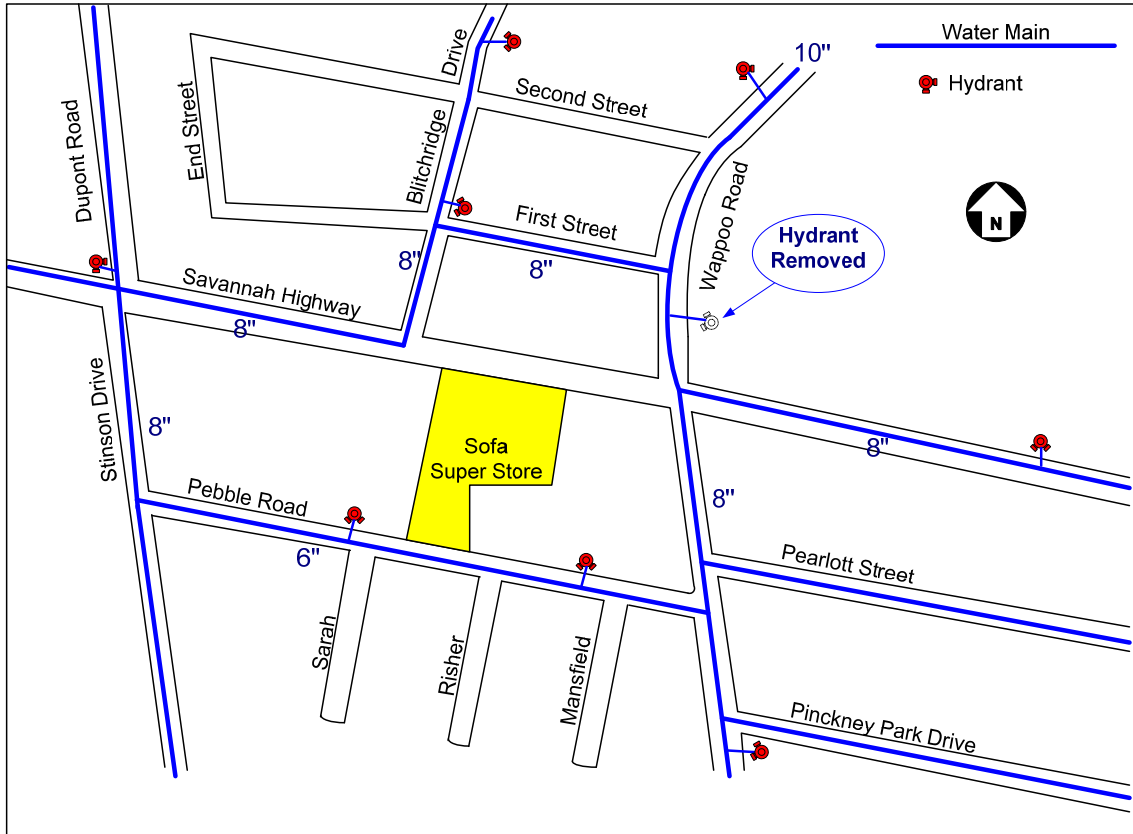 Water Main
10"
Hydrant
Drive
Second Street
End Street
Dupont Road
Blitchridge
First Street
Wappoo Road
N
Hydrant
Removed
8"
8"
Savannah Highway
8"
Stinson Drive
8"
Sofa
Super Store
8"
8"
Pebble Road
6"
Pearlott Street
Sarah
Risher
Mansfield
Pinckney Park Drive